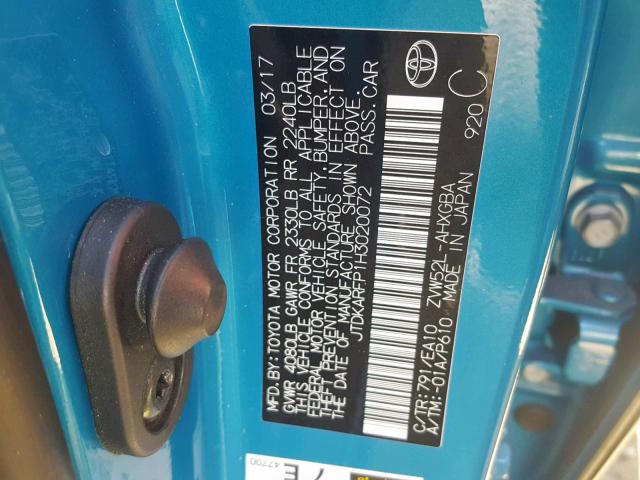 MFD.BY:TOYOTA MOTOR CORPORATION 03/17
GVWR 4080LB GAWR FR 2330LB RR 2240LB
THIS VEHICLE CONFORMS TO ALL APPLICABLE
FEDERAL MOTOR VEHICLE SAFETY, BUMPER, AND
THEFT PREVENTION STANDARDS IN EFFECT ON
THE DATE OF MANUFACTURE SHOWN ABOVE.
JTDKARFP1H3020072 PASS.CAR
C/TR:791/EA10 ZVW52L-AHXGBA
A/TM:-01A/P610 MADE IN JAPAN 920 C
47700